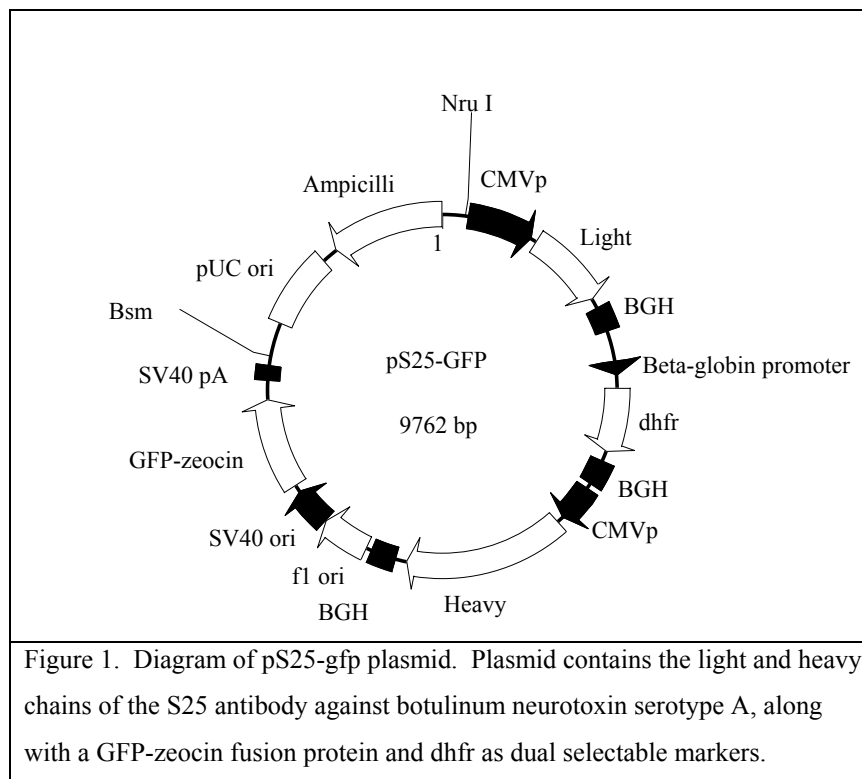 Nru I
CMVp
Ampicilli
Light
1
pUC ori
BGH
Bsm
pS25-GFP
Beta-globin promoter
SV40 pA
9762 bp
dhfr
GFP-zeocin
BGH
CMVp
SV40 ori
f1 ori
Heavy
BGH
Figure 1.  Diagram of pS25-gfp plasmid.  Plasmid contains the light and heavy
chains of the S25 antibody against botulinum neurotoxin serotype A, along
with a GFP-zeocin fusion protein and dhfr as dual selectable markers.